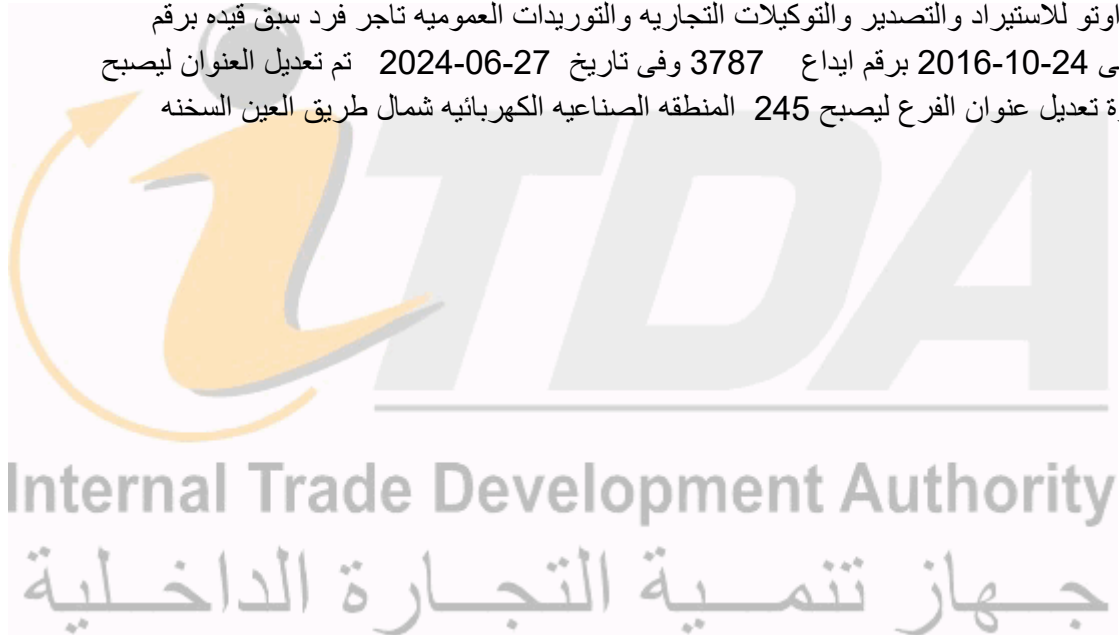 اوتو للاستيراد والتصدير والتوكيلات التجاريه والتوريدات العموميه تاجر فرد سبق قيده برقم
24-10-2016 برقم ايداع 3787 وفى تاريخ 27-06-2024 تم تعديل العنوان ليصبح
تعديل عنوان الفرع ليصبح 245 المنطقه الصناعيه الكهربائيه شمال طريق العين السخنه
iTDA
Internal Trade Development Authority
جهاز تنمية التجارة الداخلية